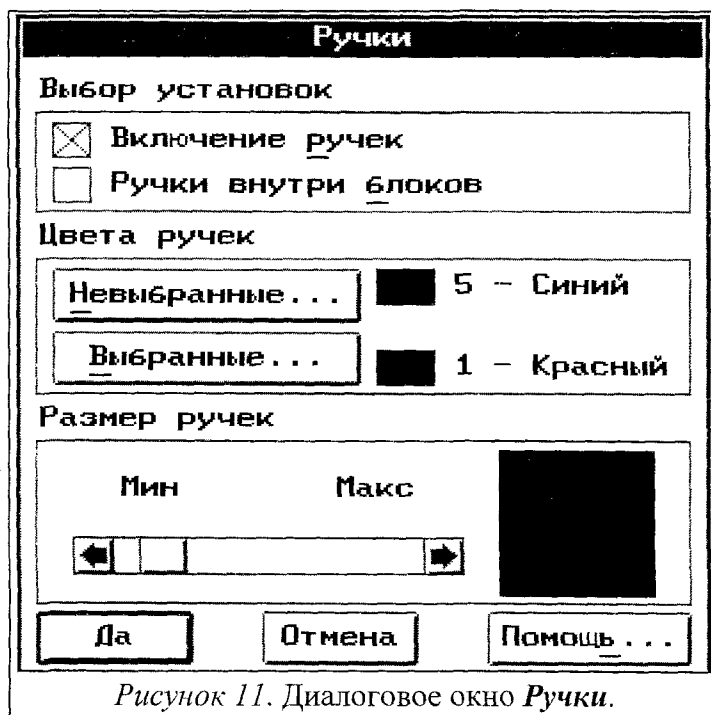 Ручки
Выбор установок
Включение ручек
Ручки внутри блоков
Цвета ручек
Невыбранные...
5 - Синий
Выбранные...
1 - Красный
Размер ручек
Мин Макс
Да Отмена Помощь...
Рисунок 11. Диалоговое окно Ручки.